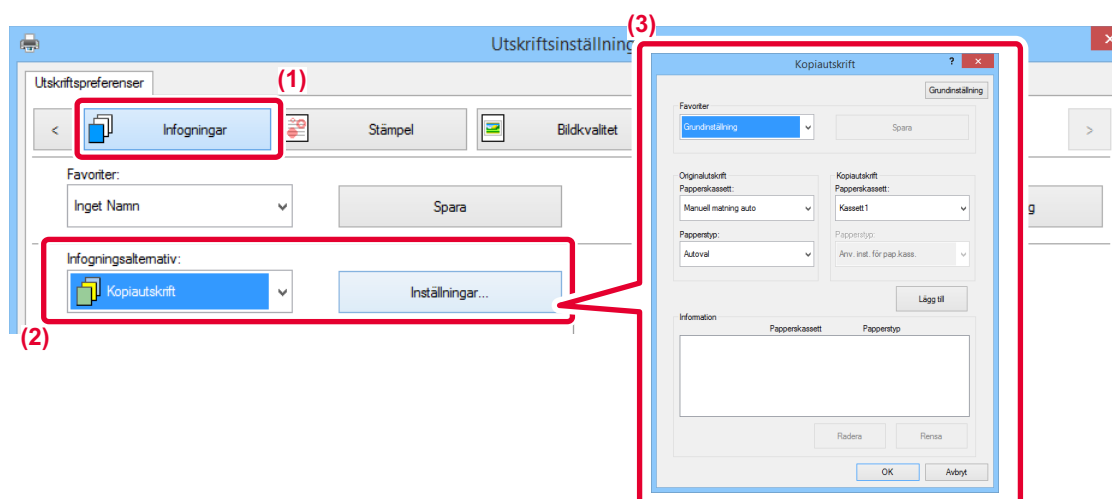 (3)
Utskriftsinställning
Utskriftspreferenser
(1)
<
Infogningar
Stämpel
Bildkvalitet
>
Favoriter:
Inget Namn
Spara
g
Infogningsalternativ:
Kopiautskrift
Inställningar...
(2)
Kopiautskrift
?
Grundinställning
Favoriter
Grundinställning
Spara
Originalutskrift
Kopiautskrift
Papperskassett:
Papperskassett:
Manuell matning auto
Kassett1
Papperstyp:
Papperstyp:
Autoval
Anv. inst. för pap.kass.
Lägg till
Information
Papperskassett
Papperstyp
Radera
Rensa
OK
Avbryt